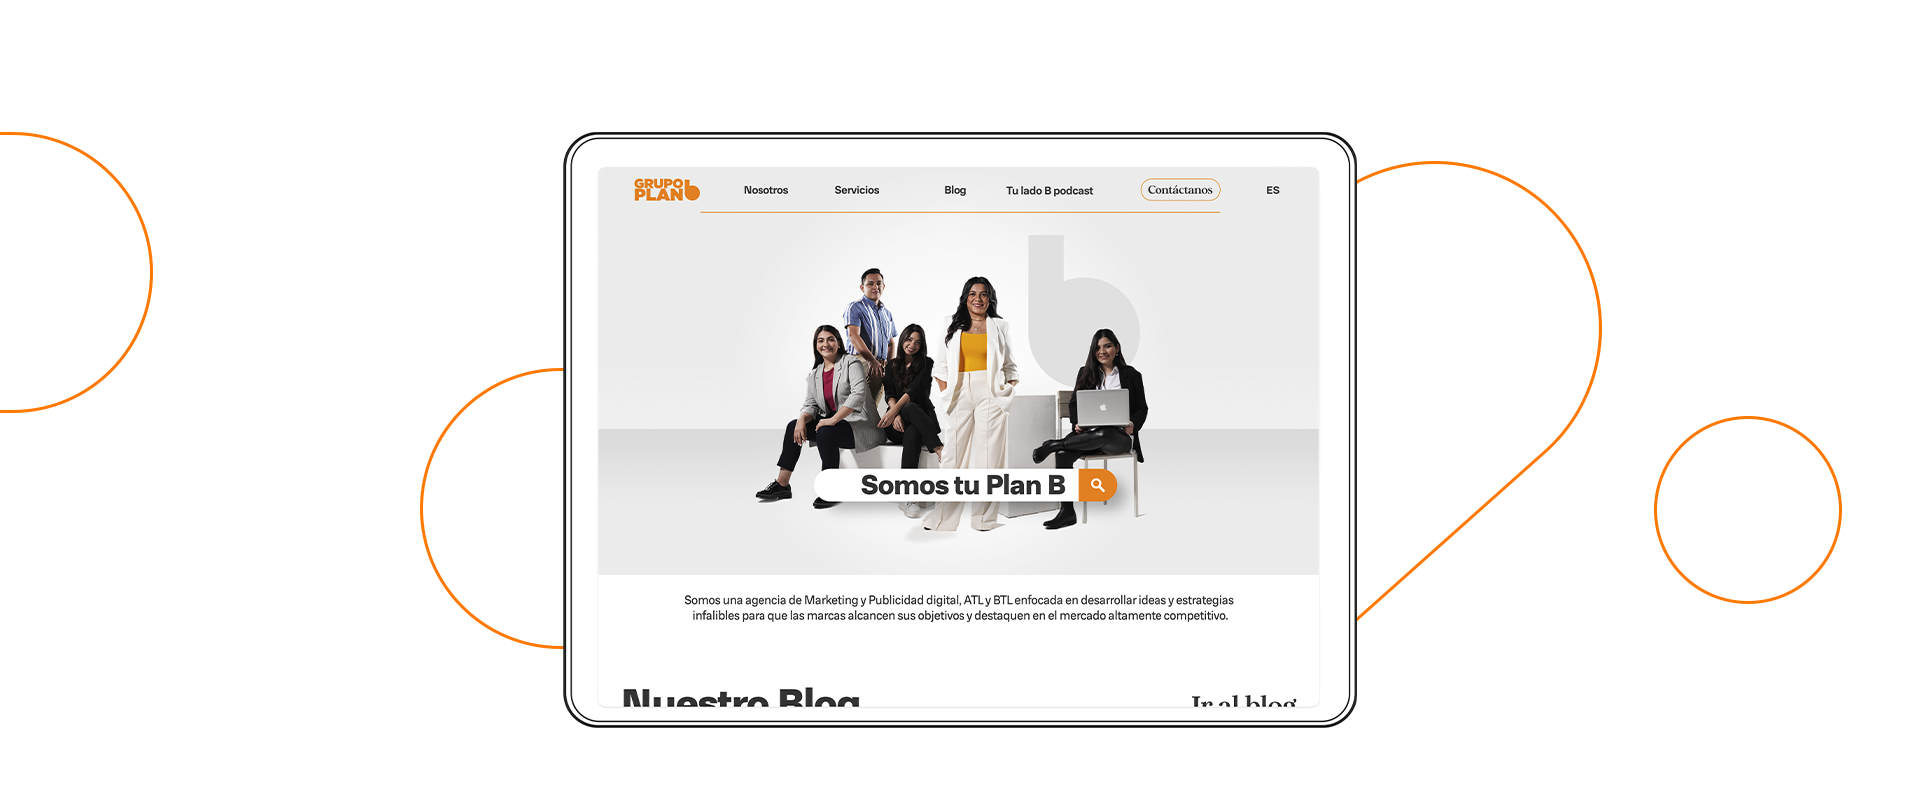 GRUPO
PLAN b
Nosotros
Servicios
Blog
Tu lado B podcast
Contáctanos
ES
Somos tu Plan B
Somos una agencia de Marketing y Publicidad digital, ATL y BTL enfocada en desarrollar ideas y estrategias
infalibles para que las marcas alcancen sus objetivos y destaquen en el mercado altamente competitivo.
Nuestro Blog
Ir al blog